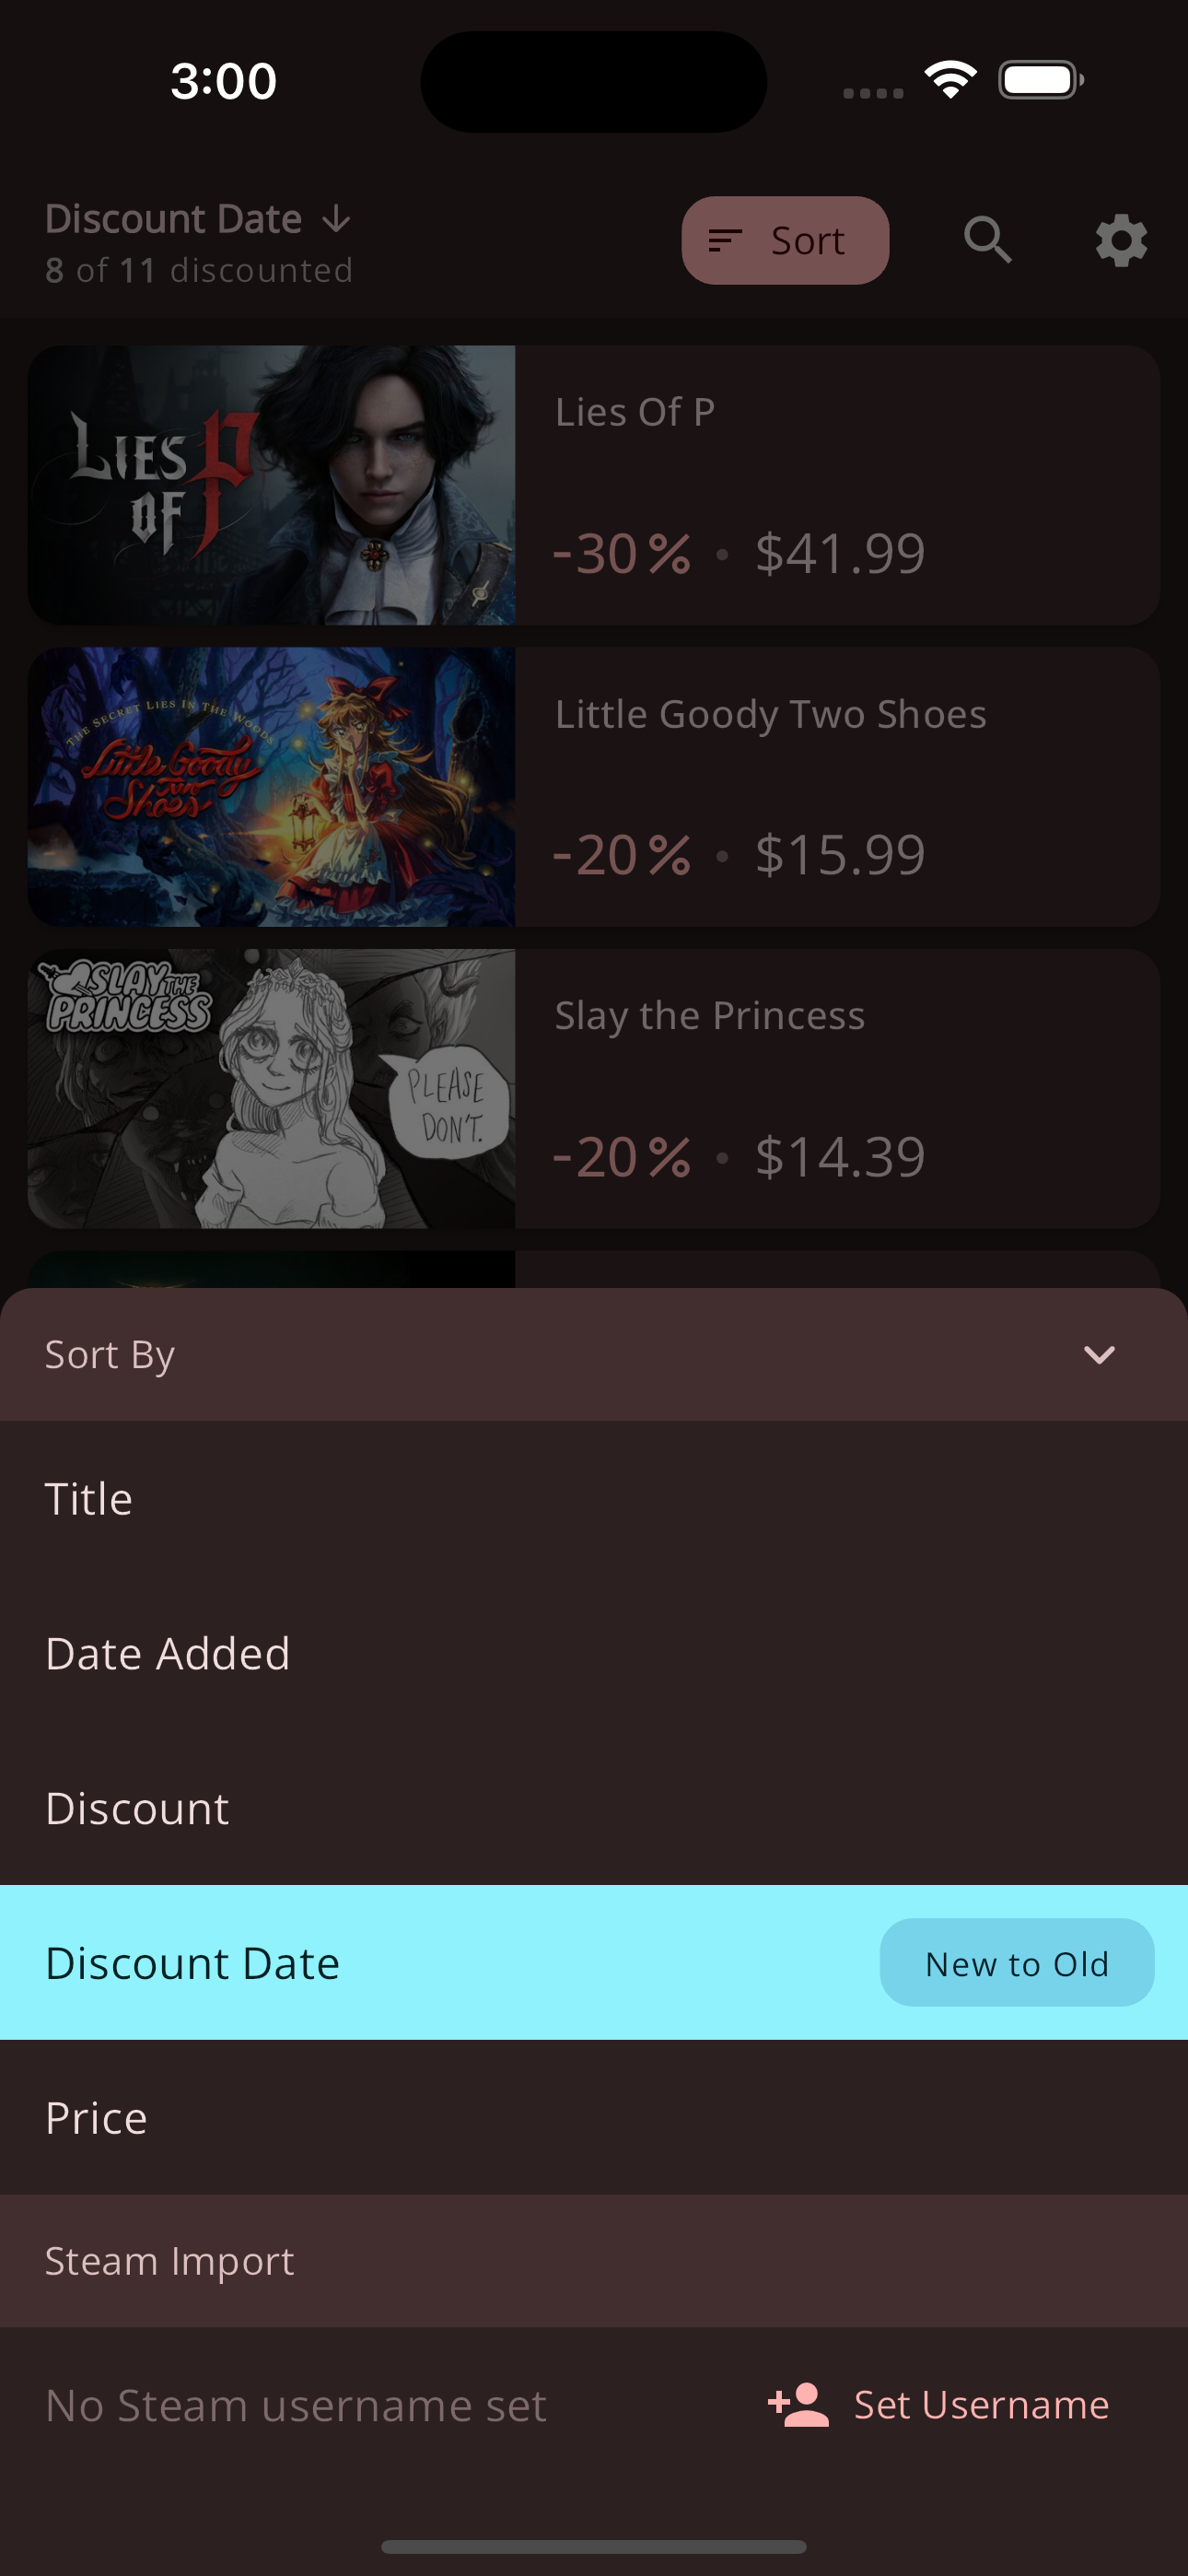 3:00
Discount Date ↓
8 of 11 discounted
Sort
LIES OF P
Lies Of P
-30% • $41.99
THE SECRET LIES IN THE WOODS
Little Goody Two Shoes
Little Goody Two Shoes
-20% • $15.99
SLAY THE PRINCESS
PLEASE
DON'T.
Slay the Princess
-20% • $14.39
Sort By
Title
Date Added
Discount
Discount Date
New to Old
Price
Steam Import
No Steam username set
Set Username